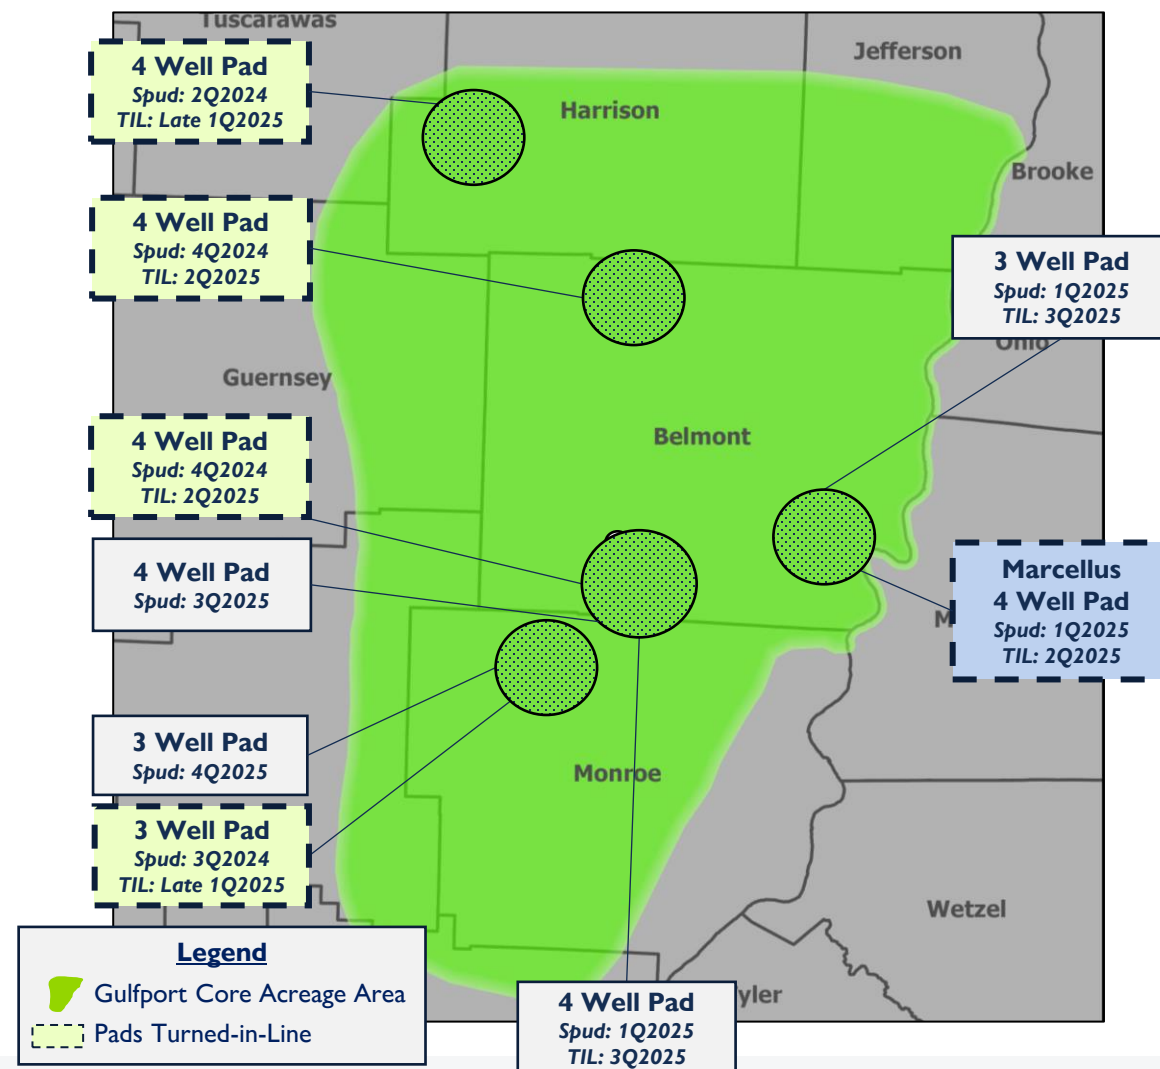 Tuscarawas
Jefferson
4 Well Pad
Spud: 2Q2024
TIL: Late 1Q2025
Harrison
Brooke
4 Well Pad
Spud: 4Q2024
TIL: 2Q2025
3 Well Pad
Spud: 1Q2025
TIL: 3Q2025
Ohio
Guernsey
Belmont
4 Well Pad
Spud: 4Q2024
TIL: 2Q2025
4 Well Pad
Spud: 3Q2025
Marcellus
4 Well Pad
Spud: 1Q2025
TIL: 2Q2025
M
3 Well Pad
Spud: 4Q2025
Monroe
3 Well Pad
Spud: 3Q2024
TIL: Late 1Q2025
Wetzel
Legend
Gulfport Core Acreage Area
Pads Turned-in-Line
4 Well Pad
Spud: 1Q2025
TIL: 3Q2025
yler